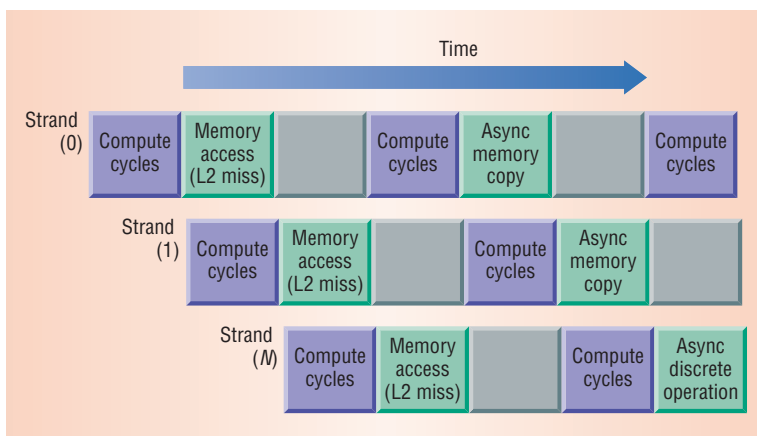 Time
Strand
(0)
Compute
cycles
Memory
access
(L2 miss)
Compute
cycles
Async
memory
copy
Compute
cycles
Strand
(1)
Compute
cycles
Memory
access
(L2 miss)
Compute
cycles
Async
memory
copy
Strand
(N)
Compute
cycles
Memory
access
(L2 miss)
Compute
cycles
Async
discrete
operation